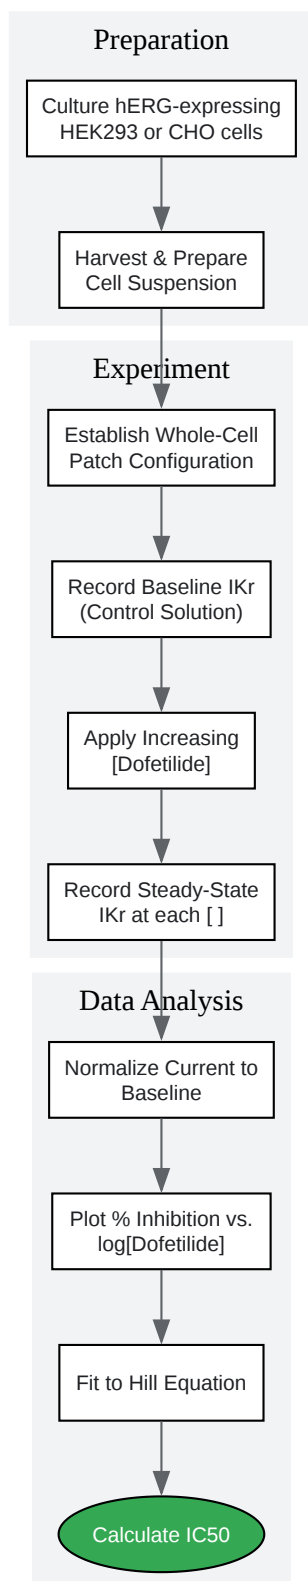 Preparation
Culture hERG-expressing
HEK293 or CHO cells
Harvest & Prepare
Cell Suspension
Experiment
Establish Whole-Cell
Patch Configuration
Record Baseline IKr
(Control Solution)
Apply Increasing
[Dofetilide]
Record Steady-State
IKr at each [ ]
Data Analysis
Normalize Current to
Baseline
Plot % Inhibition vs.
log[Dofetilide]
Fit to Hill Equation
Calculate IC50